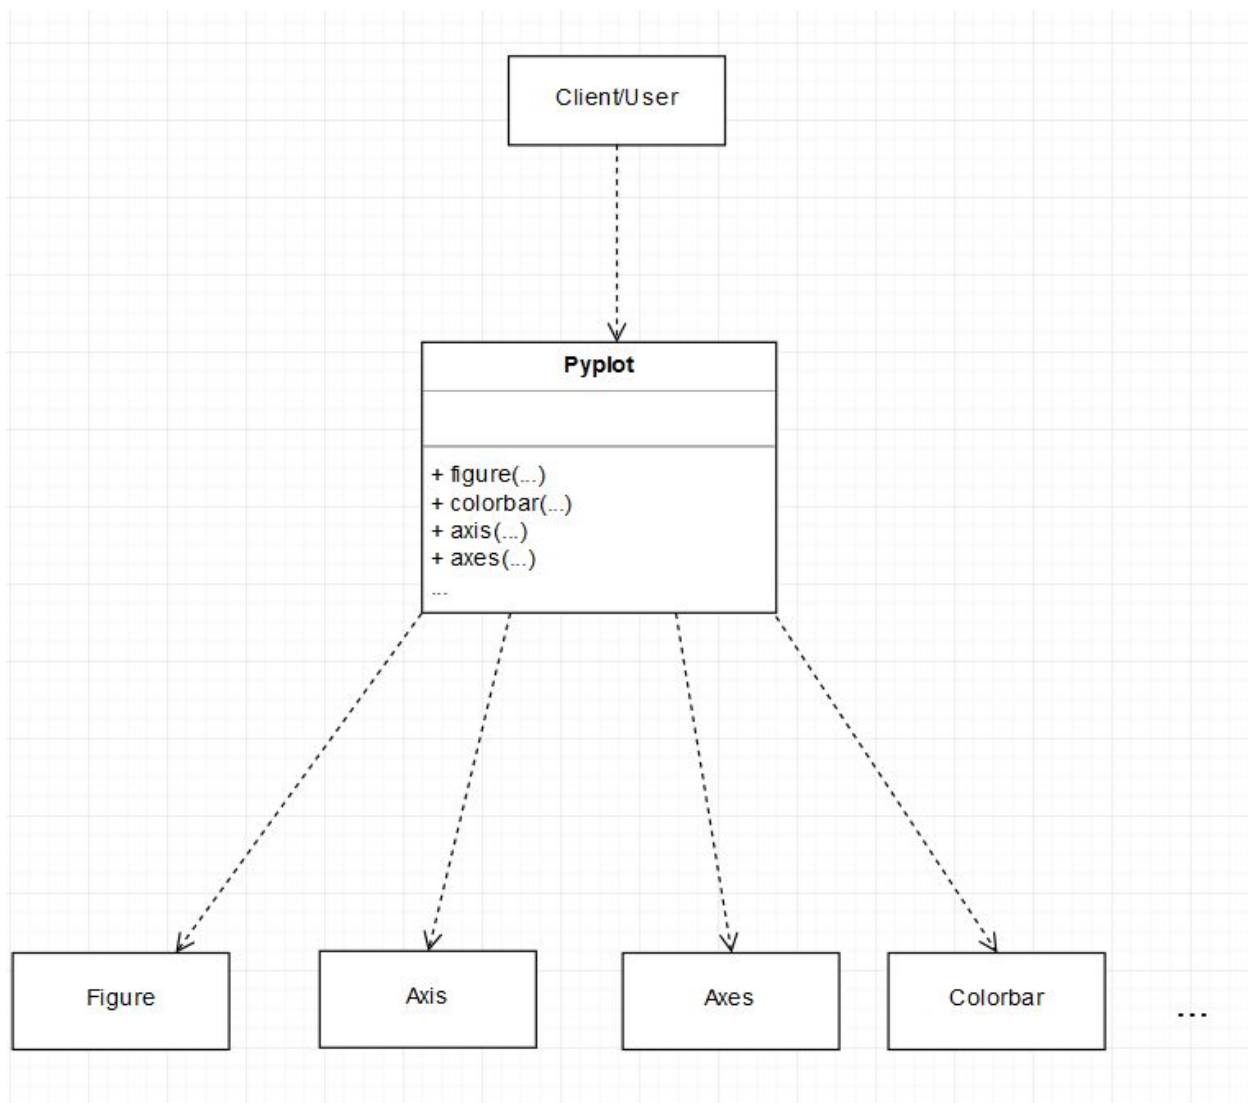 Client/User
Pyplot
+ figure(...)
+ colorbar(...)
+ axis(...)
+ axes(...)
...
Figure
Axis
Axes
Colorbar
...